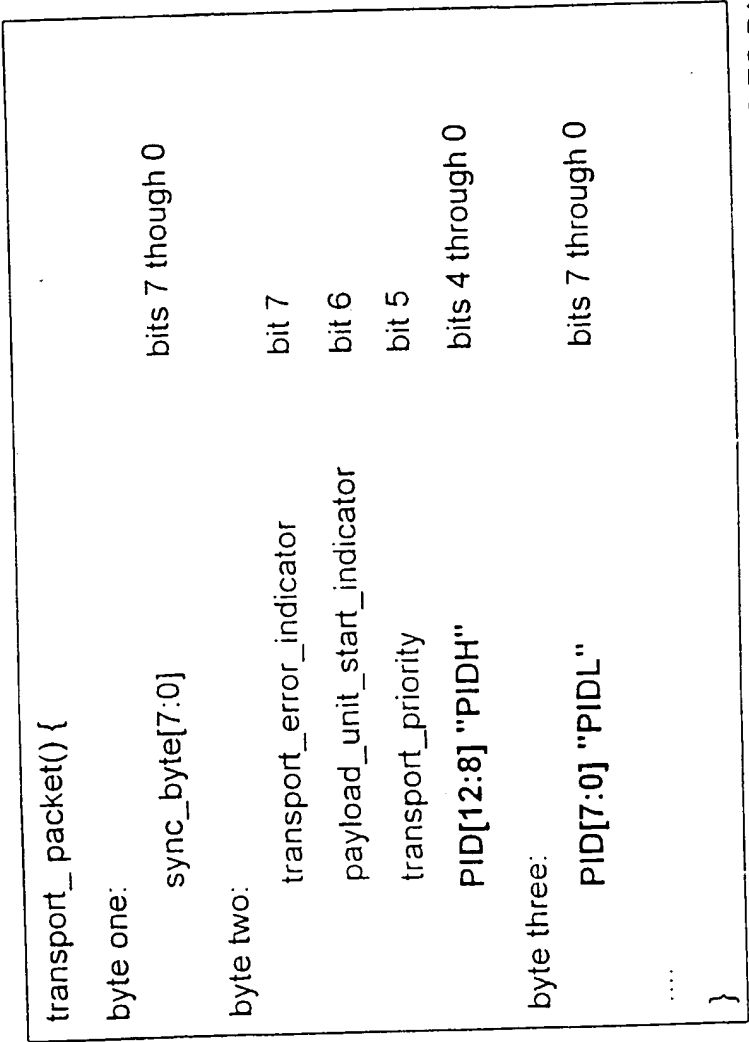 transport_ packet() {
byte one:
sync_byte[7:0] bits 7 though 0
byte two:
transport_error_indicator bit 7
payload_unit_start_indicator bit 6
transport_priority bit 5
PID[12:8] "PIDH" bits 4 through 0
byte three:
PID[7:0] "PIDL" bits 7 through 0
....
}